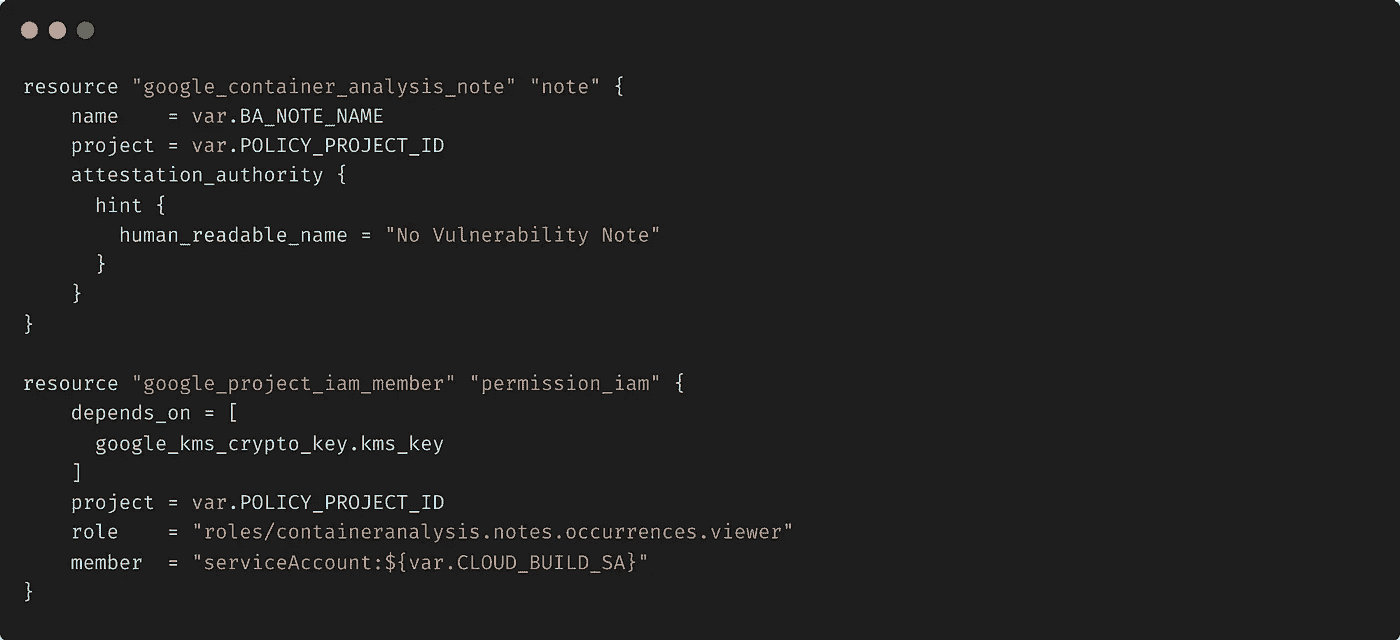 resource "google_container_analysis_note" "note" {
    name    = var.BA_NOTE_NAME
    project = var.POLICY_PROJECT_ID
    attestation_authority {
      hint {
        human_readable_name = "No Vulnerability Note"
      }
    }
}

resource "google_project_iam_member" "permission_iam" {
    depends_on = [
      google_kms_crypto_key.kms_key
    ]
    project = var.POLICY_PROJECT_ID
    role    = "roles/containeranalysis.notes.occurrences.viewer"
    member  = "serviceAccount:${var.CLOUD_BUILD_SA}"
}